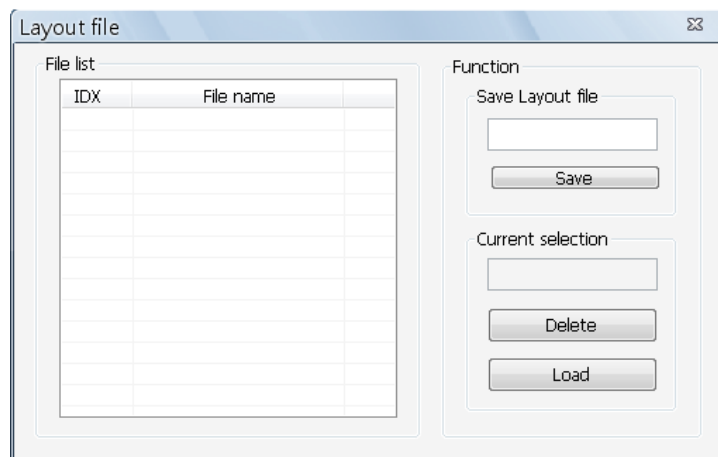 Layout file
File list
IDX File name
Function
Save Layout file
Save
Current selection
Delete
Load